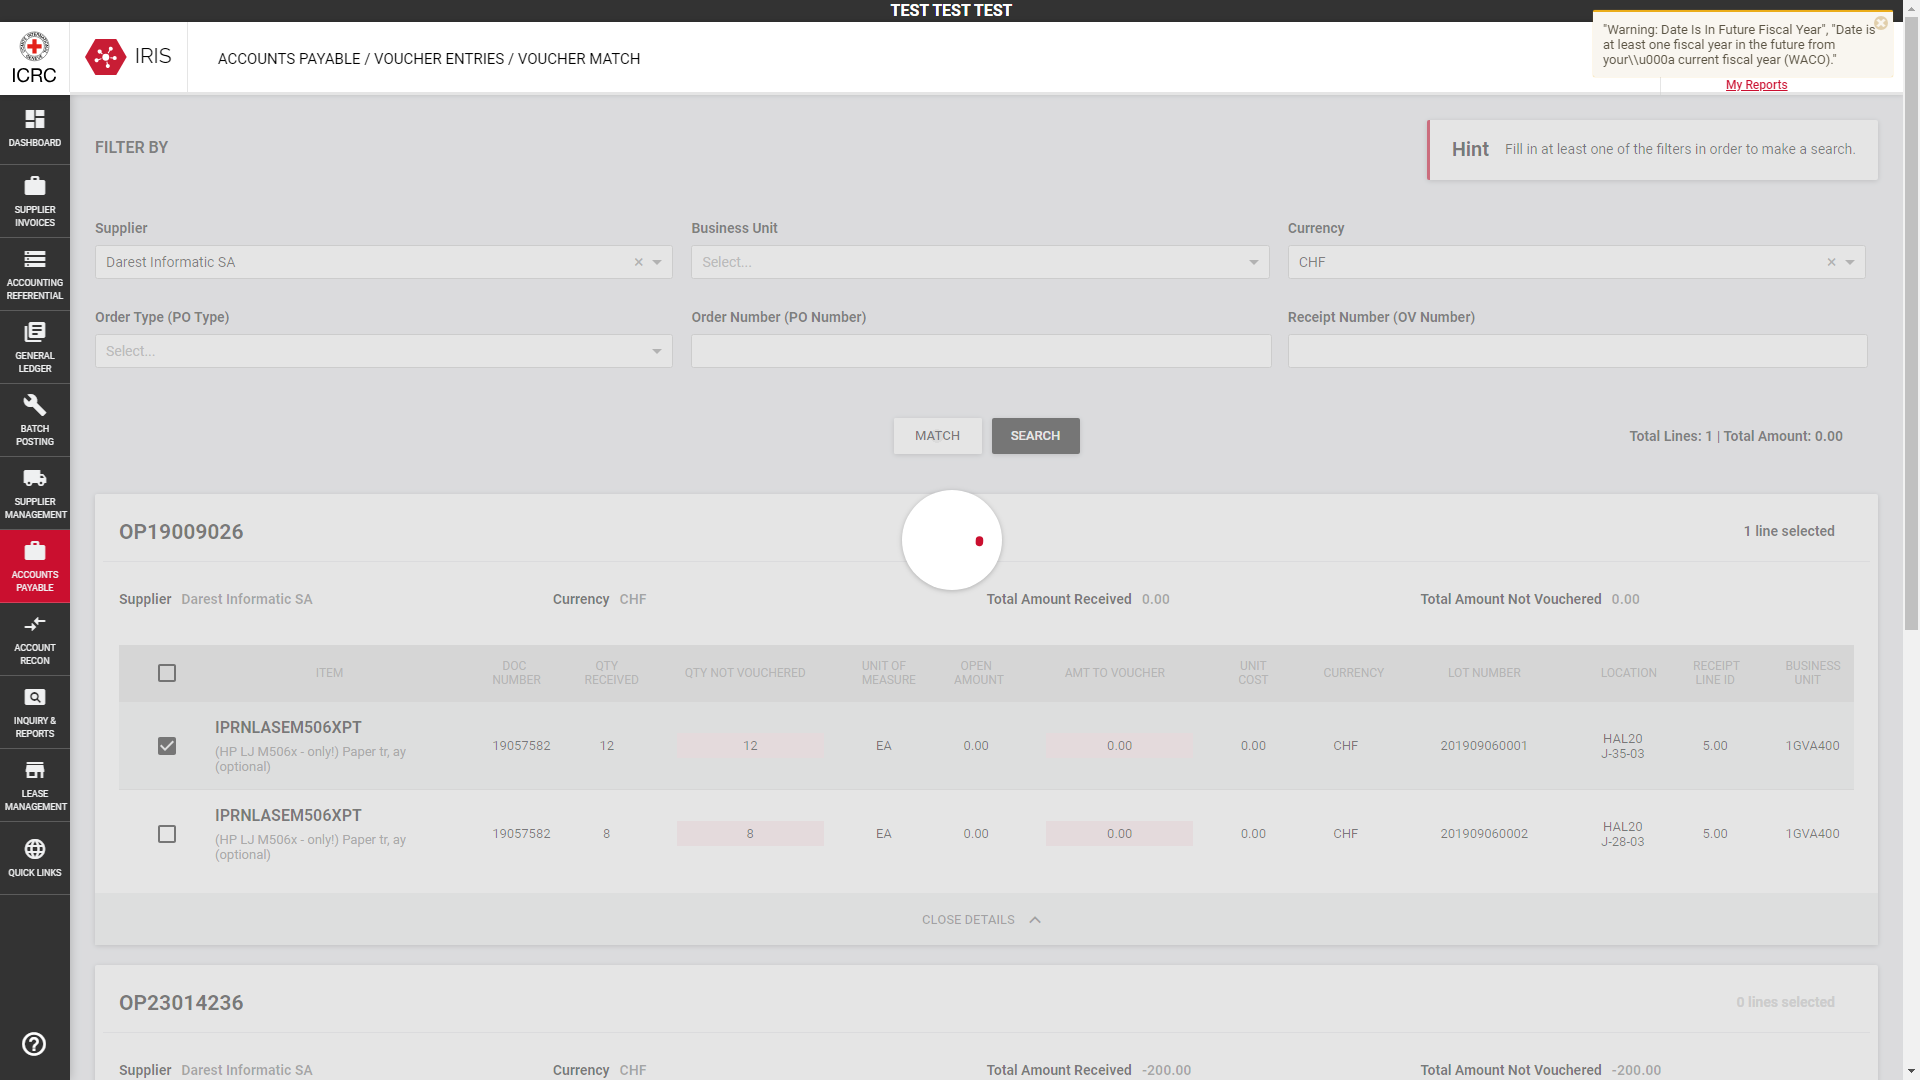 TEST TEST TEST
"Warning: Date Is In Future Fiscal Year", "Date is
at least one fiscal year in the future from
your\\u000a current fiscal year (WACO)."
My Reports
ICRC
IRIS
ACCOUNTS PAYABLE / VOUCHER ENTRIES / VOUCHER MATCH
DASHBOARD
SUPPLIER
INVOICES
ACCOUNTING
REFERENTIAL
GENERAL
LEDGER
BATCH
POSTING
SUPPLIER
MANAGEMENT
ACCOUNTS
PAYABLE
ACCOUNT
RECON
INQUIRY &
REPORTS
LEASE
MANAGEMENT
QUICK LINKS
FILTER BY
Hint Fill in at least one of the filters in order to make a search.
Supplier Business Unit Currency
Darest Informatic SA Select... CHF
Order Type (PO Type) Order Number (PO Number) Receipt Number (OV Number)
Select...
MATCH SEARCH Total Lines: 1 | Total Amount: 0.00
OP19009026 1 line selected
Supplier Darest Informatic SA Currency CHF Total Amount Received 0.00 Total Amount Not Vouchered 0.00
ITEM DOC NUMBER QTY RECEIVED QTY NOT VOUCHERED UNIT OF MEASURE OPEN AMOUNT AMT TO VOUCHER UNIT COST CURRENCY LOT NUMBER LOCATION RECEIPT LINE ID BUSINESS UNIT
IPRNLASEM506XPT
(HP LJ M506x - only!) Paper tr, ay
(optional)
19057582 12 12 EA 0.00 0.00 0.00 CHF 201909060001 HAL20 J-35-03 5.00 1GVA400
IPRNLASEM506XPT
(HP LJ M506x - only!) Paper tr, ay
(optional)
19057582 8 8 EA 0.00 0.00 0.00 CHF 201909060002 HAL20 J-28-03 5.00 1GVA400
CLOSE DETAILS
OP23014236 0 lines selected
Supplier Darest Informatic SA Currency CHF Total Amount Received -200.00 Total Amount Not Vouchered -200.00